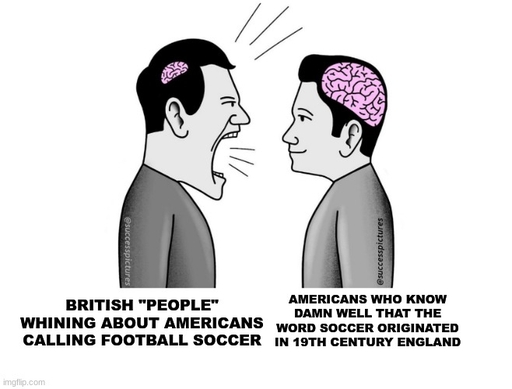 @successpictures
@successpictures
BRITISH "PEOPLE"
WHINING ABOUT AMERICANS
CALLING FOOTBALL SOCCER
AMERICANS WHO KNOW
DAMN WELL THAT THE
WORD SOCCER ORIGINATED
IN 19TH CENTURY ENGLAND
imgflip.com